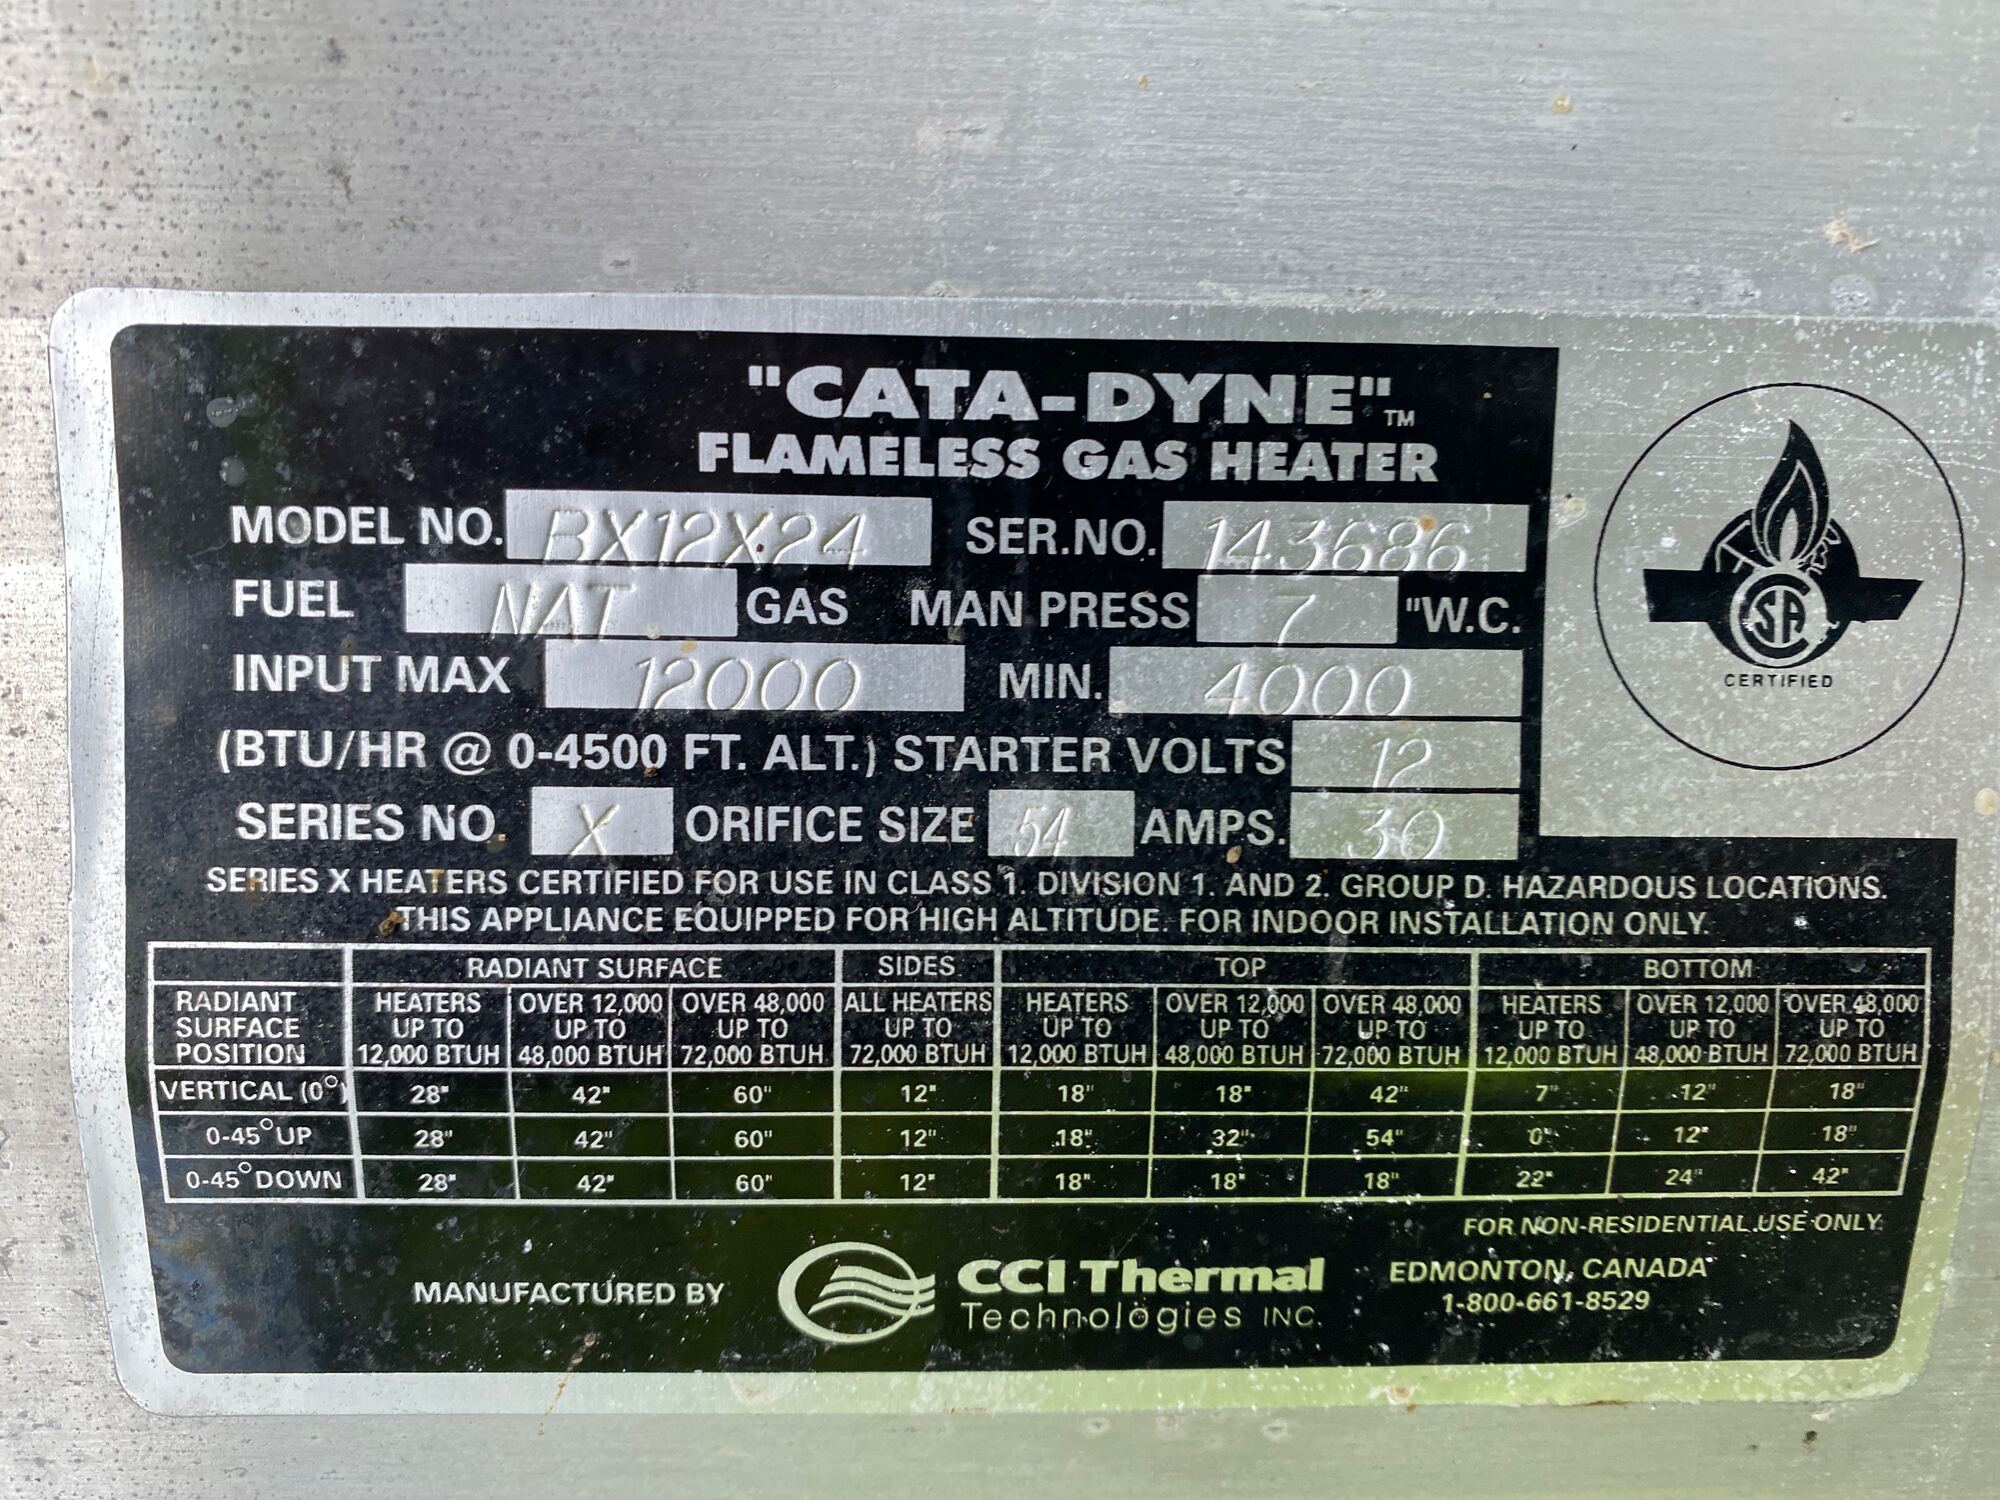 "CATA-DYNE"™
FLAMELESS GAS HEATER
MODEL NO. BX12X24 SER.NO. 143686
FUEL NAT GAS MAN PRESS 7 "W.C.
INPUT MAX 12000 MIN. 4000
(BTU/HR @ 0-4500 FT. ALT.) STARTER VOLTS 12
SERIES NO. X ORIFICE SIZE 54 AMPS. 30
CSA
CERTIFIED
SERIES X HEATERS CERTIFIED FOR USE IN CLASS 1. DIVISION 1. AND 2. GROUP D. HAZARDOUS LOCATIONS.
THIS APPLIANCE EQUIPPED FOR HIGH ALTITUDE. FOR INDOOR INSTALLATION ONLY.
RADIANT SURFACE SIDES TOP BOTTOM
RADIANT HEATERS OVER 12,000 OVER 48,000 ALL HEATERS HEATERS OVER 12,000 OVER 48,000 HEATERS OVER 12,000 OVER 48,000
SURFACE UP TO UP TO UP TO UP TO UP TO UP TO UP TO UP TO UP TO UP TO
POSITION 12,000 BTUH 48,000 BTUH 72,000 BTUH 72,000 BTUH 12,000 BTUH 48,000 BTUH 72,000 BTUH 12,000 BTUH 48,000 BTUH 72,000 BTUH
VERTICAL (0°) 28" 42" 60" 12" 18" 18" 42" 7" 12" 18"
0-45° UP 28" 42" 60" 12" 18" 32" 54" 0" 12" 18"
0-45° DOWN 28" 42" 60" 12" 18" 18" 18" 22" 24" 42"
FOR NON-RESIDENTIAL USE ONLY
MANUFACTURED BY CCI Thermal Technologies INC.
EDMONTON, CANADA
1-800-661-8529